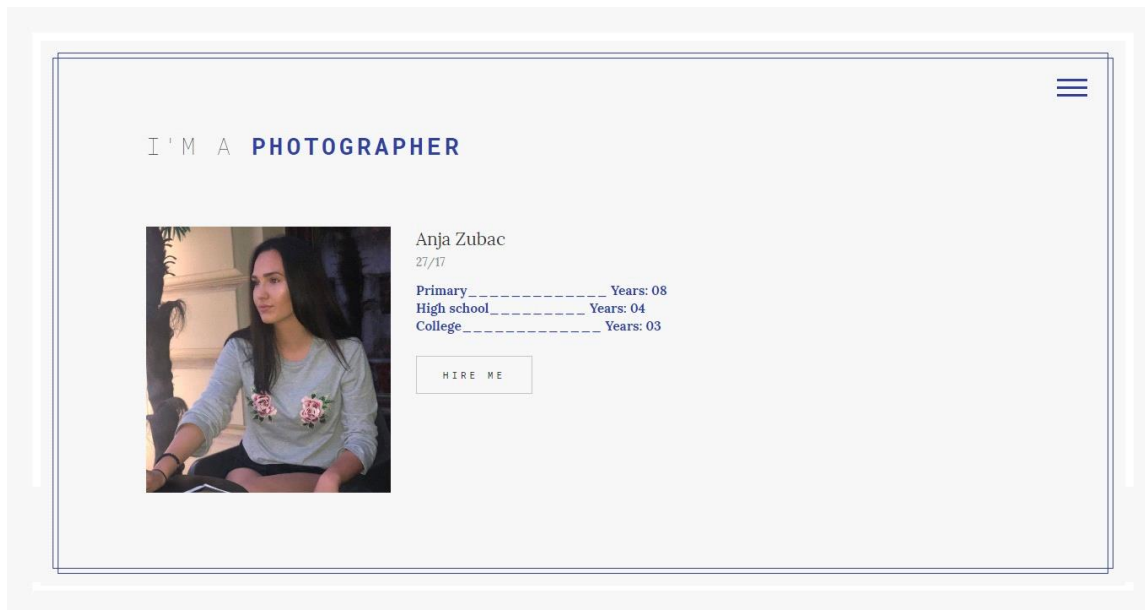 I'M A PHOTOGRAPHER
Anja Zubac
27/17
Primary_____________ Years: 08
High school_________ Years: 04
College_____________ Years: 03
HIRE ME